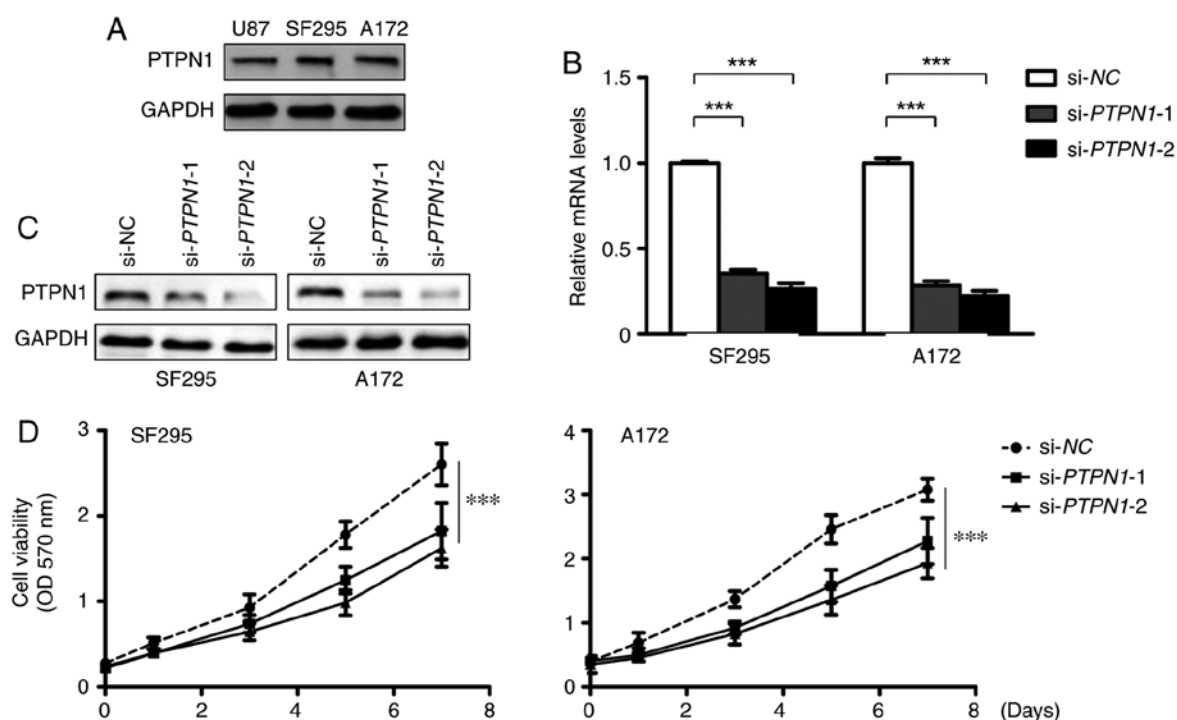 A
U87 SF295 A172
PTPN1
GAPDH
B
Relative mRNA levels
1.5
1.0
0.5
0
*** ***
*** ***
SF295 A172
si-NC
si-PTPN1-1
si-PTPN1-2
C
si-NC si-PTPN1-1 si-PTPN1-2 si-NC si-PTPN1-1 si-PTPN1-2
PTPN1
GAPDH
SF295 A172
D
SF295
Cell viability
(OD 570 nm)
3
2
1
0
0 2 4 6 8
***
A172
4
3
2
1
0
0 2 4 6 8 (Days)
***
si-NC
si-PTPN1-1
si-PTPN1-2